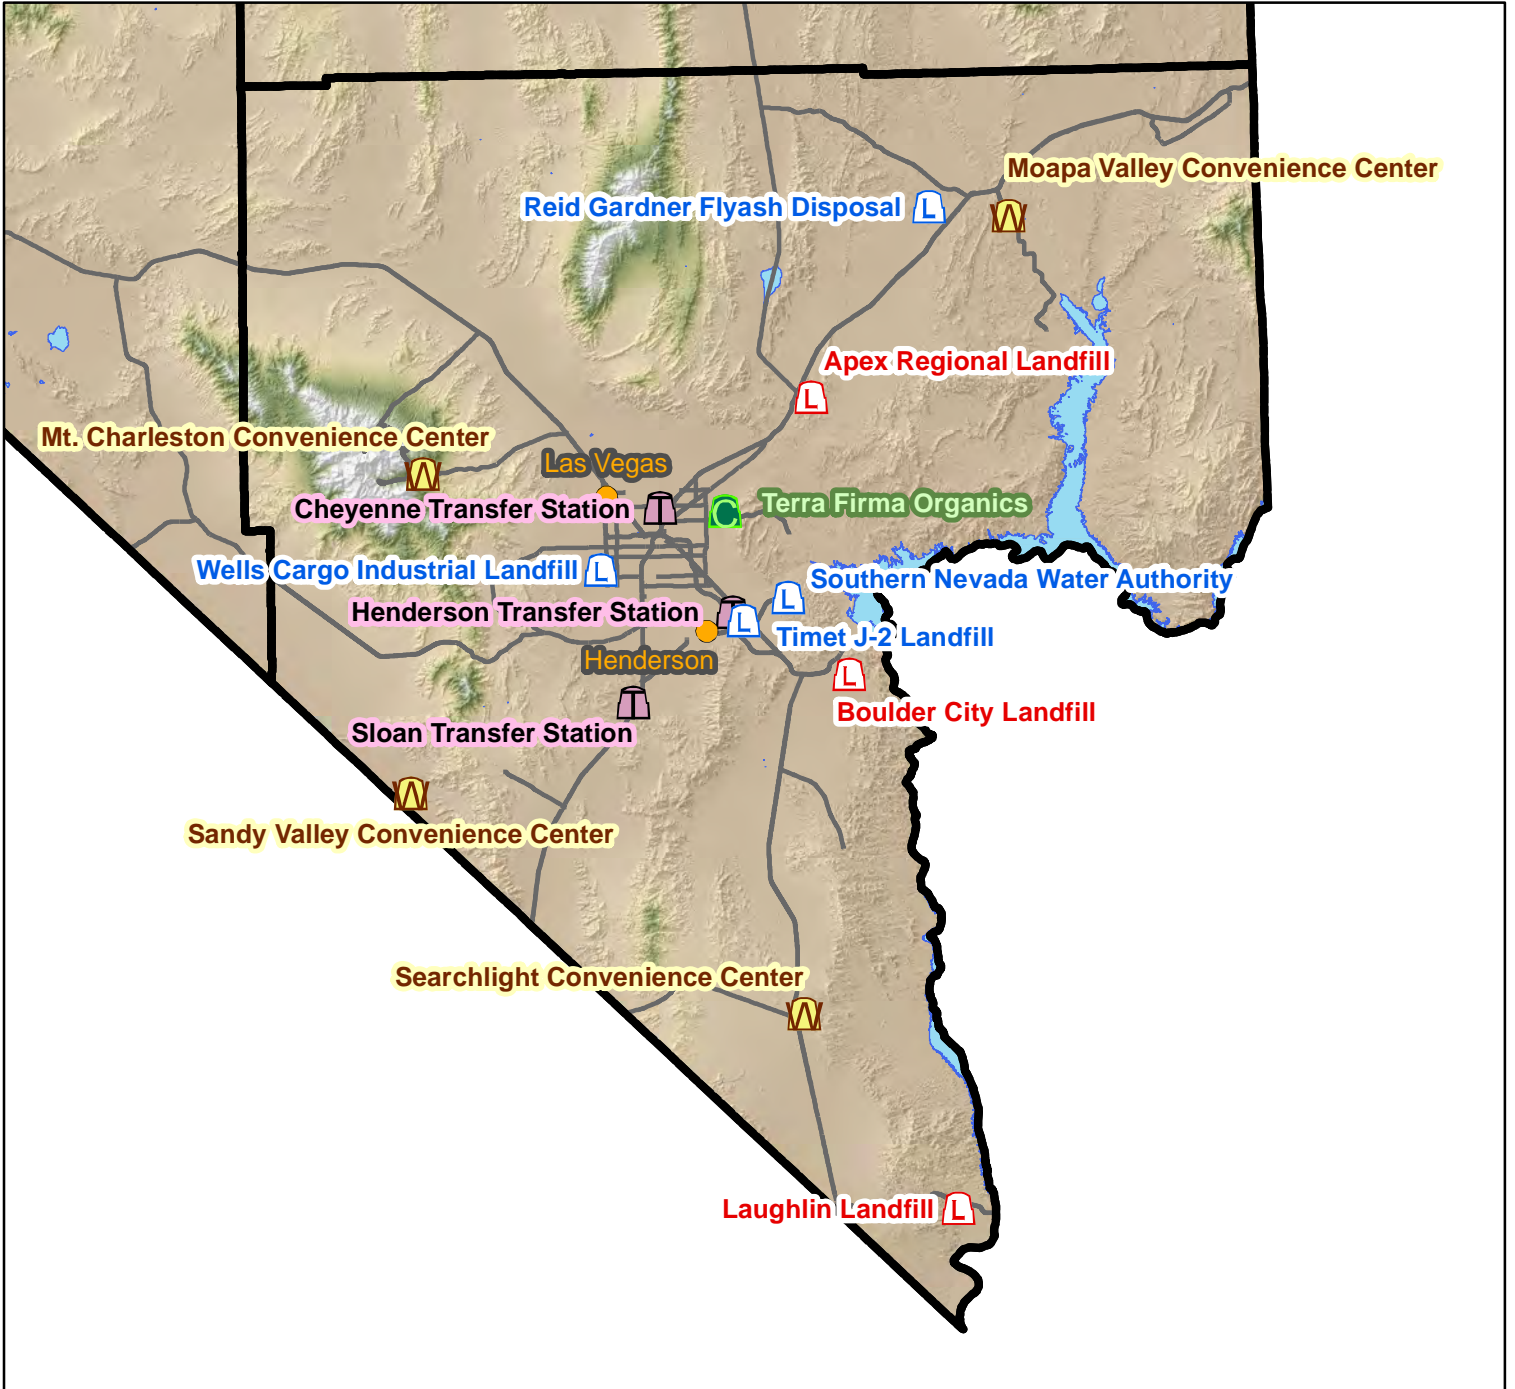 Moapa Valley Convenience Center
W
Reid Gardner Flyash Disposal
L
Apex Regional Landfill
L
Mt. Charleston Convenience Center
W
Las Vegas
Cheyenne Transfer Station
T
C
Terra Firma Organics
Wells Cargo Industrial Landfill
L
Southern Nevada Water Authority
L
Henderson Transfer Station
T
L
Timet J-2 Landfill
Henderson
L
Boulder City Landfill
T
Sloan Transfer Station
W
Sandy Valley Convenience Center
Searchlight Convenience Center
W
Laughlin Landfill
L